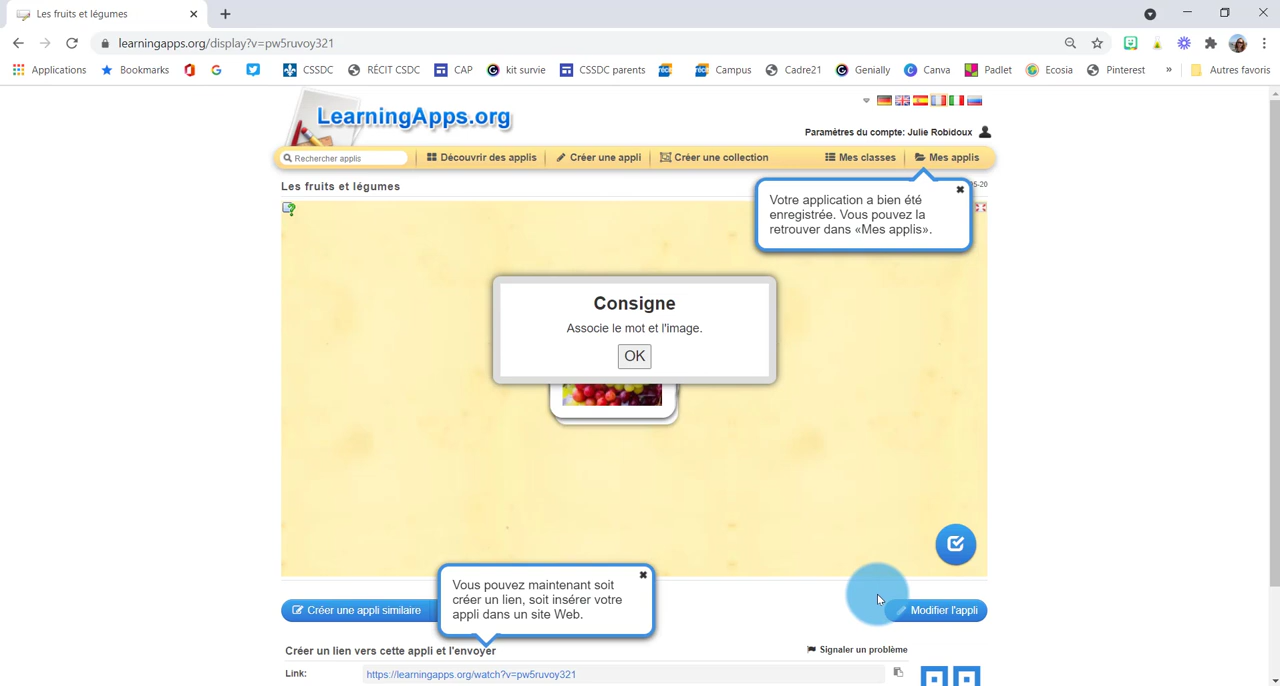 Les fruits et légumes
learningapps.org/display?v=pw5ruvoy321
Applications Bookmarks CSSDC RÉCIT CSDC CAP kit survie CSSDC parents Campus Cadre21 Genially Canva Padlet Ecosia Pinterest » Autres favoris
LearningApps.org
Paramètres du compte: Julie Robidoux
Rechercher applis Découvrir des applis Créer une appli Créer une collection Mes classes Mes applis
Les fruits et légumes
Votre application a bien été
enregistrée. Vous pouvez la
retrouver dans «Mes applis».
Consigne
Associe le mot et l'image.
OK
Vous pouvez maintenant soit
créer un lien, soit insérer votre
appli dans un site Web.
Créer une appli similaire
Modifier l'appli
Créer un lien vers cette appli et l'envoyer
Signaler un problème
Link: https://learningapps.org/watch?v=pw5ruvoy321